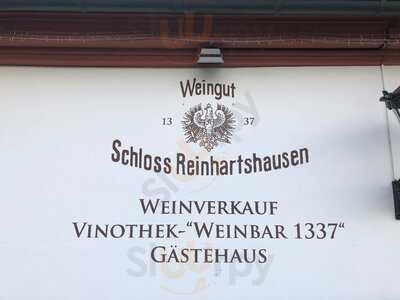 Weingut
13 37
Schloss Reinhartshausen
WEINVERKAUF
VINOTHEK-"WEINBAR 1337"
GÄSTEHAUS